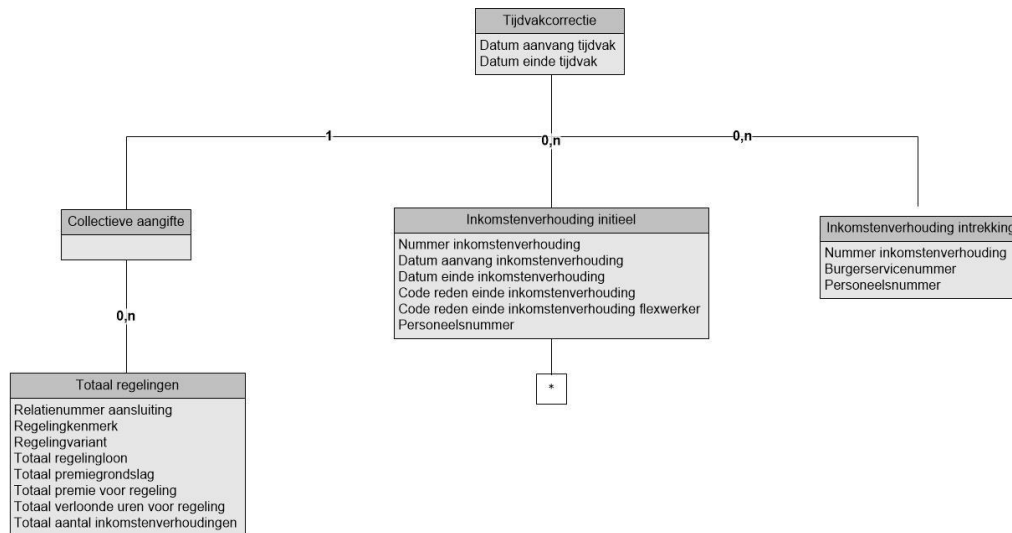 Tijdvakcorrectie
Datum aanvang tijdvak
Datum einde tijdvak
1
0,n
0,n
Collectieve aangifte
Inkomstenverhouding initieel
Nummer inkomstenverhouding
Datum aanvang inkomstenverhouding
Datum einde inkomstenverhouding
Code reden einde inkomstenverhouding
Code reden einde inkomstenverhouding flexwerker
Personeelsnummer
Inkomstenverhouding intrekking
Nummer inkomstenverhouding
Burgerservicenummer
Personeelsnummer
0,n
*
Totaal regelingen
Relatienummer aansluiting
Regelingkenmerk
Regelingvariant
Totaal regelingloon
Totaal premiegrondslag
Totaal premie voor regeling
Totaal verloonde uren voor regeling
Totaal aantal inkomstenverhoudingen